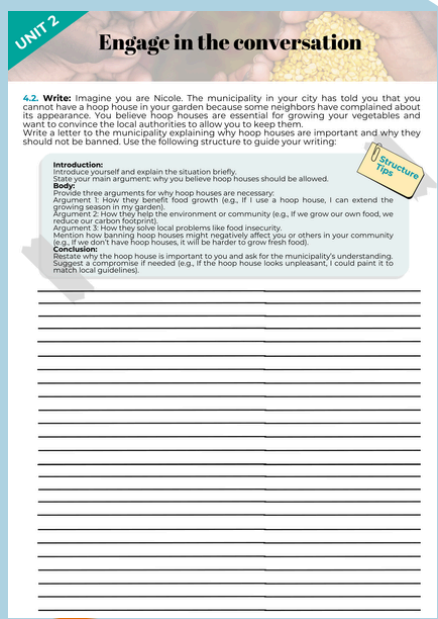 UNIT 2
Engage in the conversation
4.2. Write: Imagine you are Nicole. The municipality in your city has told you that you
cannot have a hoop house in your garden because some neighbors have complained about
its appearance. You believe hoop houses are essential for growing your vegetables and
want to convince the local authorities to allow you to keep them.
Write a letter to the municipality explaining why hoop houses are important and why they
should not be banned. Use the following structure to guide your writing:
Structure
Tips
Introduction:
Introduce yourself and explain the situation briefly.
State your main argument: why you believe hoop houses should be allowed.
Body:
Provide three arguments for why hoop houses are necessary:
Argument 1: How they benefit food growth (e.g., If I use a hoop house, I can extend the
growing season in my garden).
Argument 2: How they help the environment or community (e.g., If we grow our own food, we
reduce our carbon footprint).
Argument 3: How they solve local problems like food insecurity.
Mention how banning hoop houses might negatively affect you or others in your community
(e.g., If we don't have hoop houses, it will be harder to grow fresh food).
Conclusion:
Restate why the hoop house is important to you and ask for the municipality's understanding.
Suggest a compromise if needed (e.g., If the hoop house looks unpleasant, I could paint it to
match local guidelines).